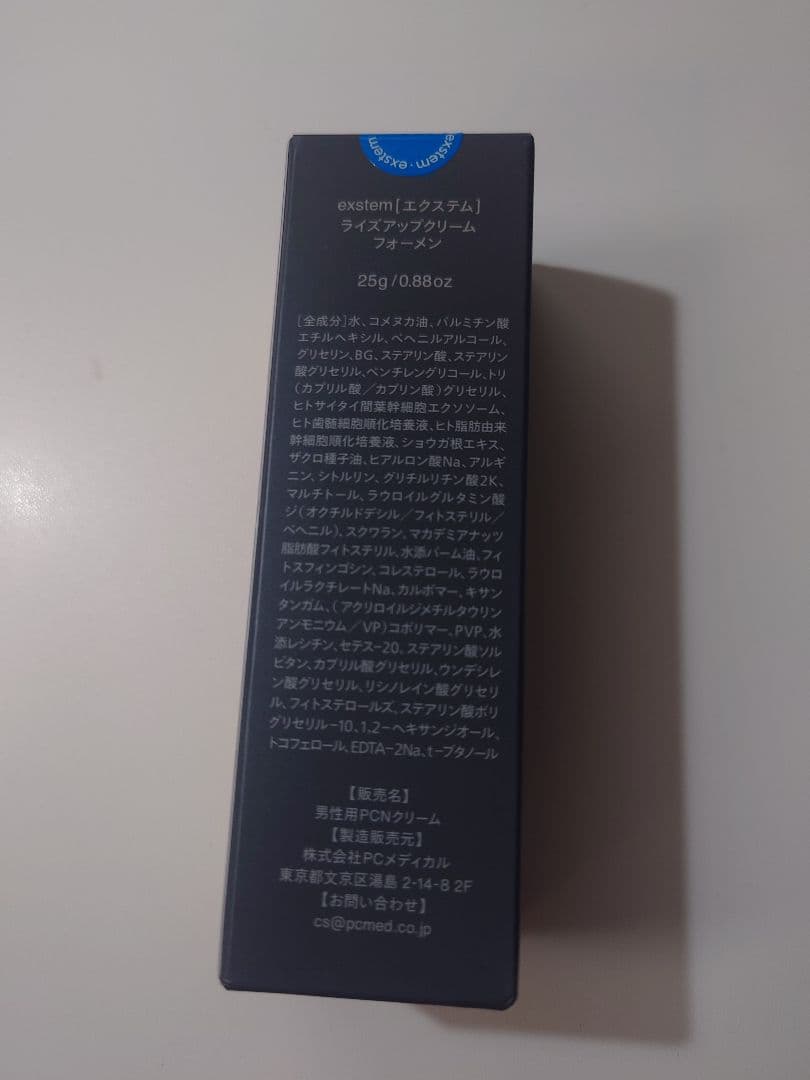 exstem・exstem
exstem[エクステム]
ライズアップクリーム
フォーメン
25g/0.88oz
[全成分]水、コメヌカ油、パルミチン酸
エチルヘキシル、ベヘニルアルコール、
グリセリン、BG、ステアリン酸、ステアリン
酸グリセリル、ペンチレングリコール、トリ
(カプリル酸/カプリン酸)グリセリル、
ヒトサイタイ間葉幹細胞エクソソーム、
ヒト歯髄細胞順化培養液、ヒト脂肪由来
幹細胞順化培養液、ショウガ根エキス、
ザクロ種子油、ヒアルロン酸Na、アルギ
ニン、シトルリン、グリチルリチン酸2K、
マルチトール、ラウロイルグルタミン酸
ジ(オクチルドデシル/フィトステリル/
ベヘニル)、スクワラン、マカデミアナッツ
脂肪酸フィトステリル、水添パーム油、フィ
トスフィンゴシン、コレステロール、ラウロ
イルラクチレートNa、カルボマー、キサン
タンガム、(アクリロイルジメチルタウリン
アンモニウム/VP)コポリマー、PVP、水
添レシチン、セテス-20、ステアリン酸ソル
ビタン、カプリル酸グリセリル、ウンデシレ
ン酸グリセリル、リシノレイン酸グリセリ
ル、フィトステロールズ、ステアリン酸ポリ
グリセリル-10、1,2-ヘキサンジオール、
トコフェロール、EDTA-2Na、t-ブタノール
【販売名】
男性用PCNクリーム
【製造販売元】
株式会社PCメディカル
東京都文京区湯島 2-14-8 2F
【お問い合わせ】
cs@pcmed.co.jp